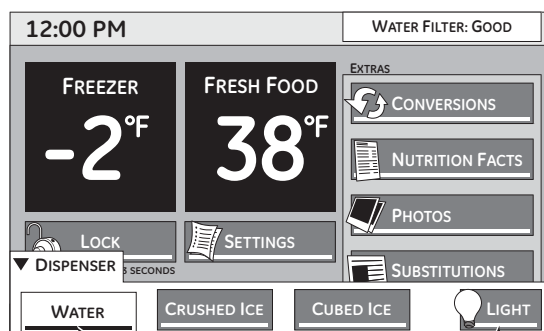 12:00 PM
WATER FILTER: GOOD
EXTRAS
FREEZER
-2°F
FRESH FOOD
38°F
CONVERSIONS
NUTRITION FACTS
PHOTOS
SUBSTITUTIONS
LOCK
SECONDS
SETTINGS
▼ DISPENSER
WATER
CRUSHED ICE
CUBED ICE
LIGHT